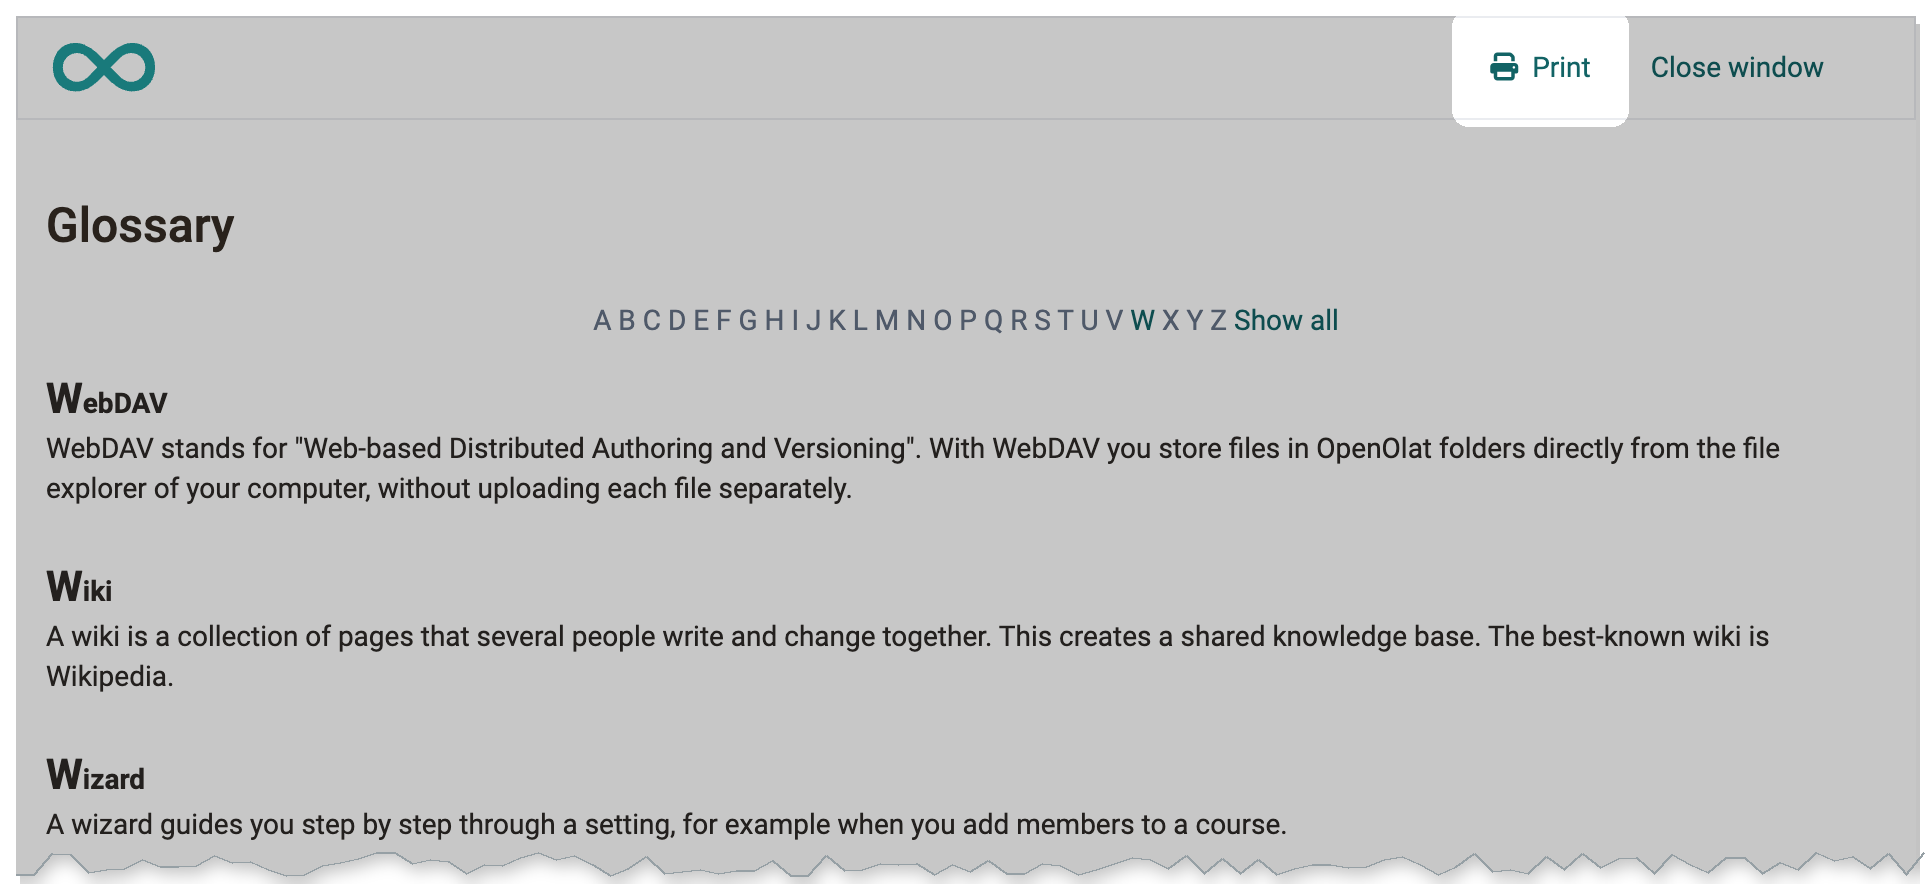 Print Close window
Glossary
A B C D E F G H I J K L M N O P Q R S T U V W X Y Z Show all
WebDAV
WebDAV stands for "Web-based Distributed Authoring and Versioning". With WebDAV you store files in OpenOlat folders directly from the file
explorer of your computer, without uploading each file separately.
Wiki
A wiki is a collection of pages that several people write and change together. This creates a shared knowledge base. The best-known wiki is
Wikipedia.
Wizard
A wizard guides you step by step through a setting, for example when you add members to a course.